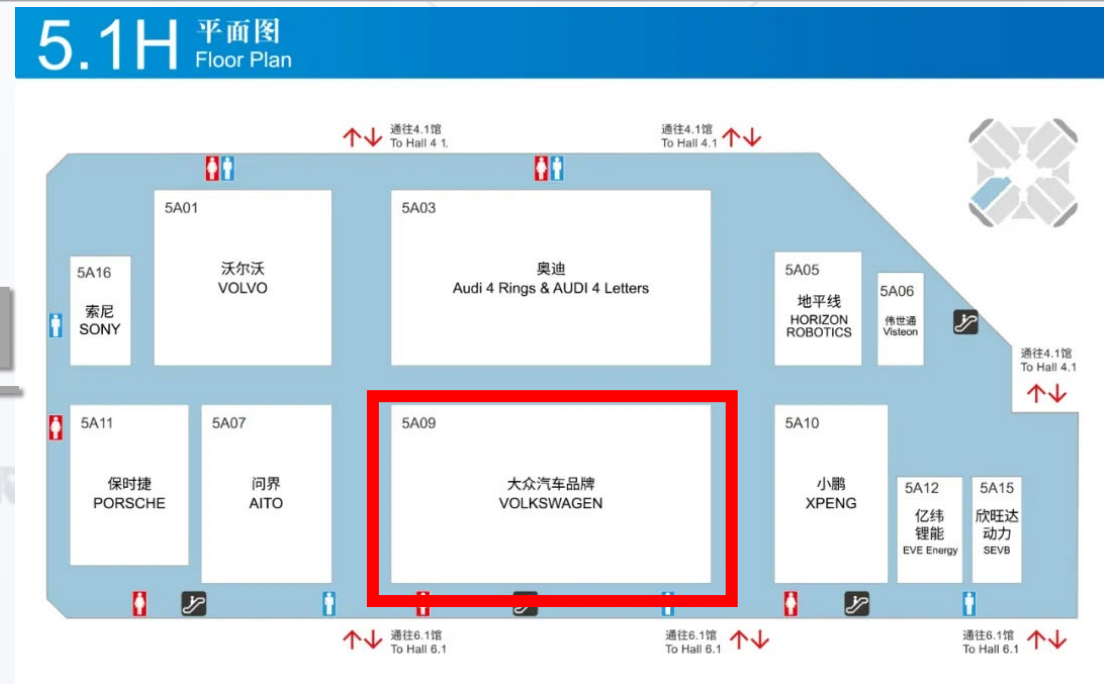 5.1H 平面图
Floor Plan
通往4.1馆
To Hall 4 1.
通往4.1馆
To Hall 4.1
5A01
沃尔沃
VOLVO
5A03
奥迪
Audi 4 Rings & AUDI 4 Letters
5A16
索尼
SONY
5A05
地平线
HORIZON
ROBOTICS
5A06
伟世通
Visteon
通往4.1馆
To Hall 4.1
5A11
保时捷
PORSCHE
5A07
问界
AITO
5A09
大众汽车品牌
VOLKSWAGEN
5A10
小鹏
XPENG
5A12
亿纬
锂能
EVE Energy
5A15
欣旺达
动力
SEVB
通往6.1馆
To Hall 6.1
通往6.1馆
To Hall 6.1
通往6.1馆
To Hall 6.1